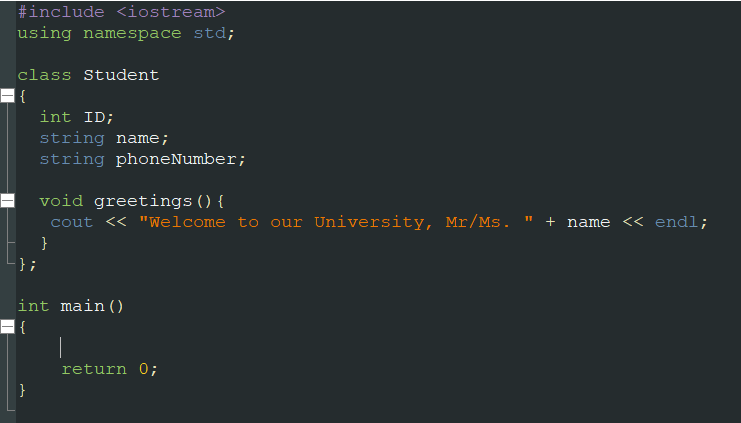 #include <iostream>
using namespace std;
class Student
{
int ID;
string name;
string phoneNumber;
void greetings(){
cout << "Welcome to our University, Mr/Ms. " + name << endl;
}
};
int main()
{
return 0;
}